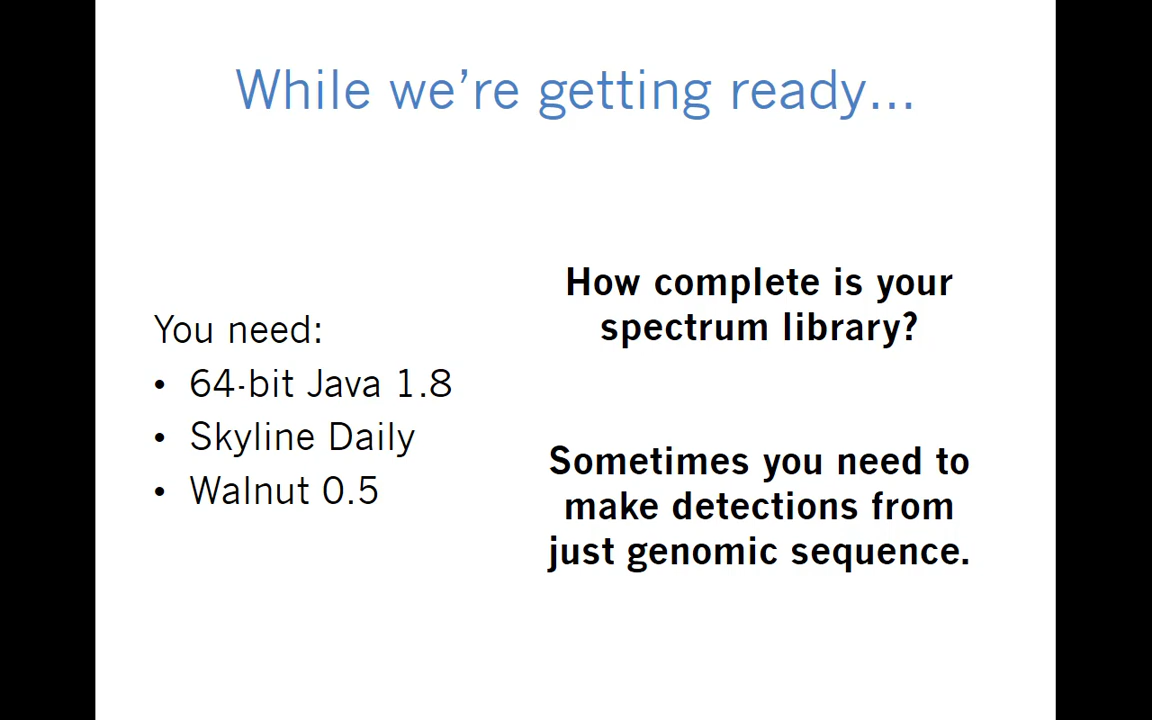 While we’re getting ready...
You need:
• 64-bit Java 1.8
• Skyline Daily
• Walnut 0.5
How complete is your
spectrum library?
Sometimes you need to
make detections from
just genomic sequence.